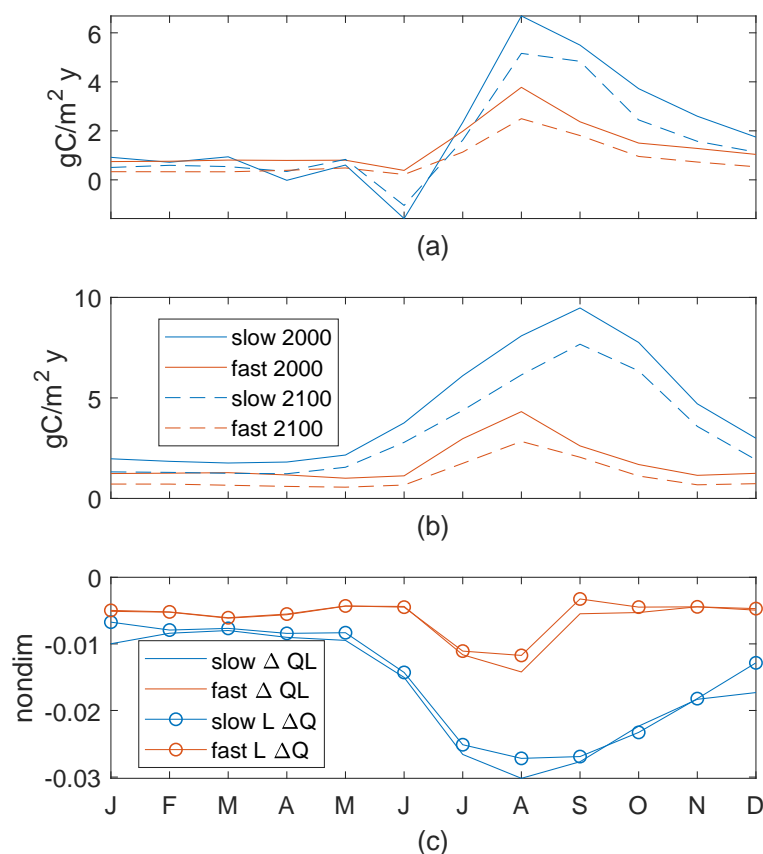 6
4
2
0
gC/m² y
(a)
10
5
0
gC/m² y
slow 2000
fast 2000
slow 2100
fast 2100
(b)
0
-0.01
-0.02
-0.03
nondim
slow Δ QL
fast Δ QL
slow L ΔQ
fast L ΔQ
J F M A M J J A S O N D
(c)